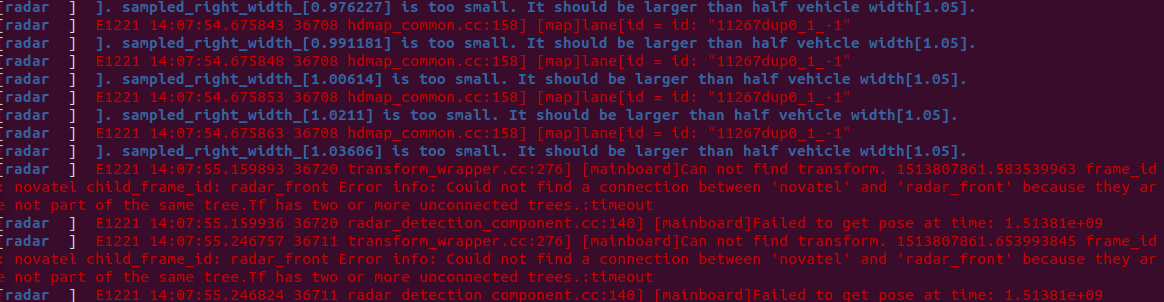 [radar  ]  ]. sampled_right_width_[0.976227] is too small. It should be larger than half vehicle width[1.05].
[radar  ]  E1221 14:07:54.675843 36708 hdmap_common.cc:158] [map]lane[id = id: "11267dup0_1_-1"
[radar  ]  ]. sampled_right_width_[0.991181] is too small. It should be larger than half vehicle width[1.05].
[radar  ]  E1221 14:07:54.675848 36708 hdmap_common.cc:158] [map]lane[id = id: "11267dup0_1_-1"
[radar  ]  ]. sampled_right_width_[1.00614] is too small. It should be larger than half vehicle width[1.05].
[radar  ]  E1221 14:07:54.675853 36708 hdmap_common.cc:158] [map]lane[id = id: "11267dup0_1_-1"
[radar  ]  ]. sampled_right_width_[1.0211] is too small. It should be larger than half vehicle width[1.05].
[radar  ]  E1221 14:07:54.675863 36708 hdmap_common.cc:158] [map]lane[id = id: "11267dup0_1_-1"
[radar  ]  ]. sampled_right_width_[1.03606] is too small. It should be larger than half vehicle width[1.05].
[radar  ]  E1221 14:07:55.159893 36720 transform_wrapper.cc:276] [mainboard]Can not find transform. 1513807861.583539963 frame_id
: novatel child_frame_id: radar_front Error info: Could not find a connection between 'novatel' and 'radar_front' because they ar
e not part of the same tree.Tf has two or more unconnected trees.:timeout
[radar  ]  E1221 14:07:55.159936 36720 radar_detection_component.cc:140] [mainboard]Failed to get pose at time: 1.51381e+09
[radar  ]  E1221 14:07:55.246757 36711 transform_wrapper.cc:276] [mainboard]Can not find transform. 1513807861.653993845 frame_id
: novatel child_frame_id: radar_front Error info: Could not find a connection between 'novatel' and 'radar_front' because they ar
e not part of the same tree.Tf has two or more unconnected trees.:timeout
[radar  ]  E1221 14:07:55.246824 36711 radar_detection_component.cc:140] [mainboard]Failed to get pose at time: 1.51381e+09